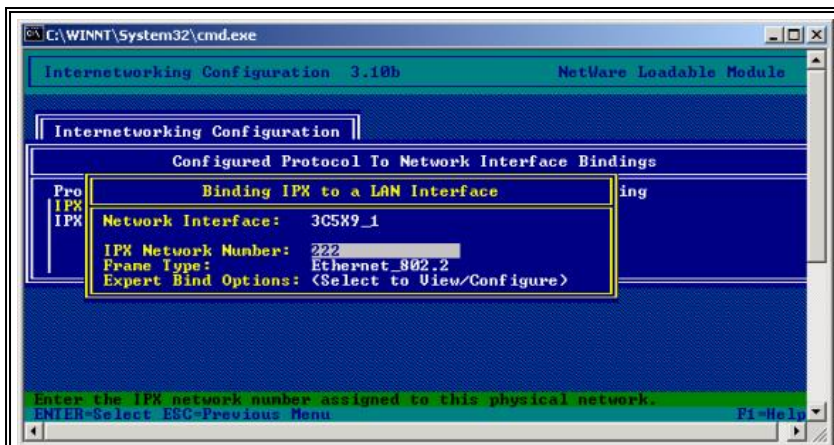 C:\WINNT\System32\cmd.exe
Internetworking Configuration 3.10b NetWare Loadable Module
Internetworking Configuration
Configured Protocol To Network Interface Bindings
Pro Binding IPX to a LAN Interface ing
IPX
IPX Network Interface: 3C5X9_1
IPX Network Number: 222
Frame Type: Ethernet_802.2
Expert Bind Options: <Select to View/Configure>
Enter the IPX network number assigned to this physical network.
ENTER=Select ESC=Previous Menu F1=Help